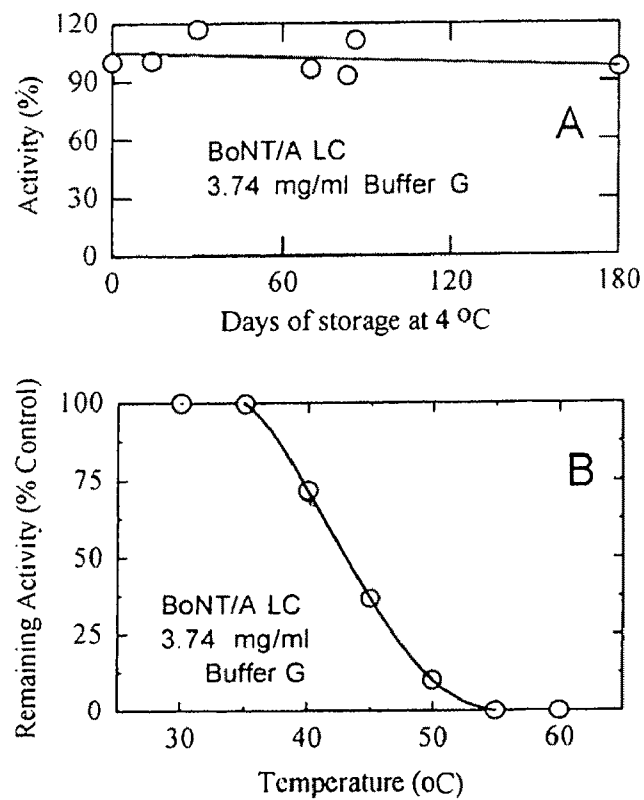 120
90
60
30
0
Activity (%)
A
BoNT/A LC
3.74 mg/ml Buffer G
0 60 120 180
Days of storage at 4 °C
100
75
50
25
0
Remaining Activity (% Control)
B
BoNT/A LC
3.74 mg/ml
Buffer G
30 40 50 60
Temperature (oC)